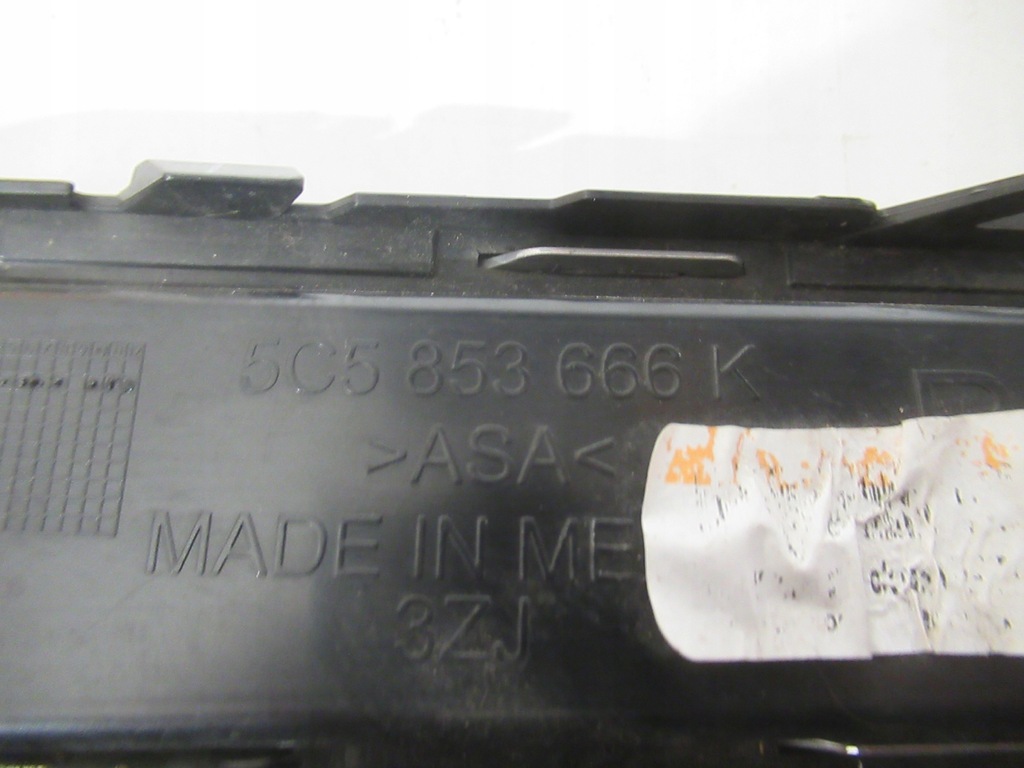 5C5 853 666 K
>ASA<
MADE IN ME
3ZJ